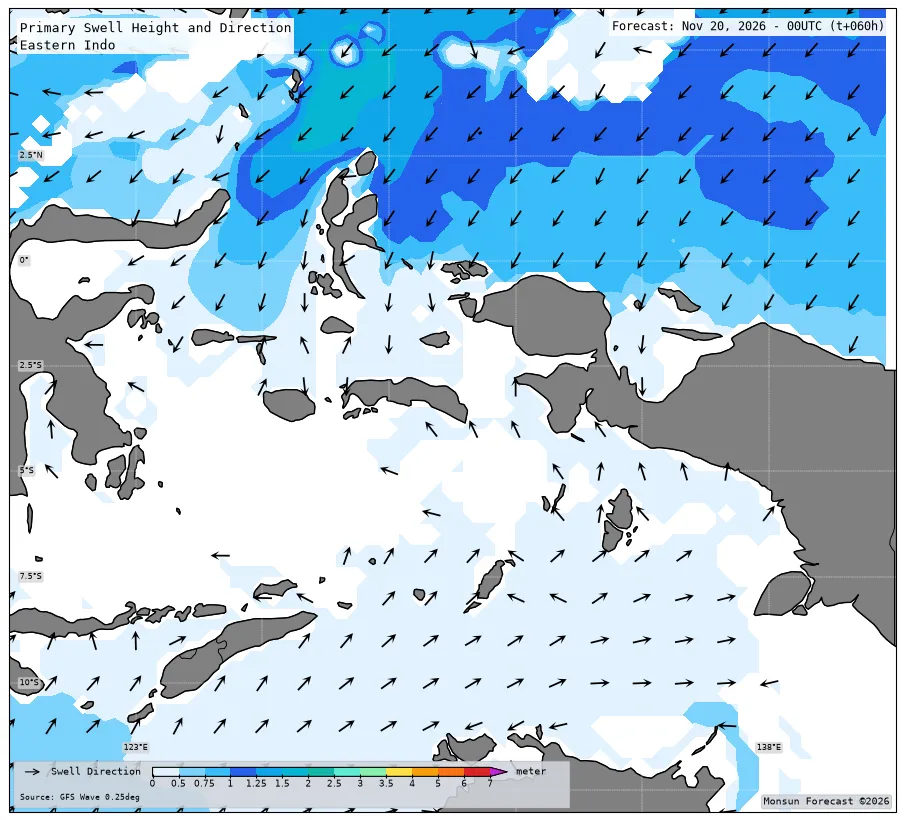 Primary Swell Height and Direction
Eastern Indo
Forecast: Nov 20, 2026 - 00UTC (t+060h)
2.5°N
0°
2.5°S
5°S
7.5°S
10°S
123°E
138°E
Swell Direction
0 0.5 0.75 1 1.25 1.5 2 2.5 3 3.5 4 5 6 7
meter
Source: GFS Wave 0.25deg
Monsun Forecast ©2026